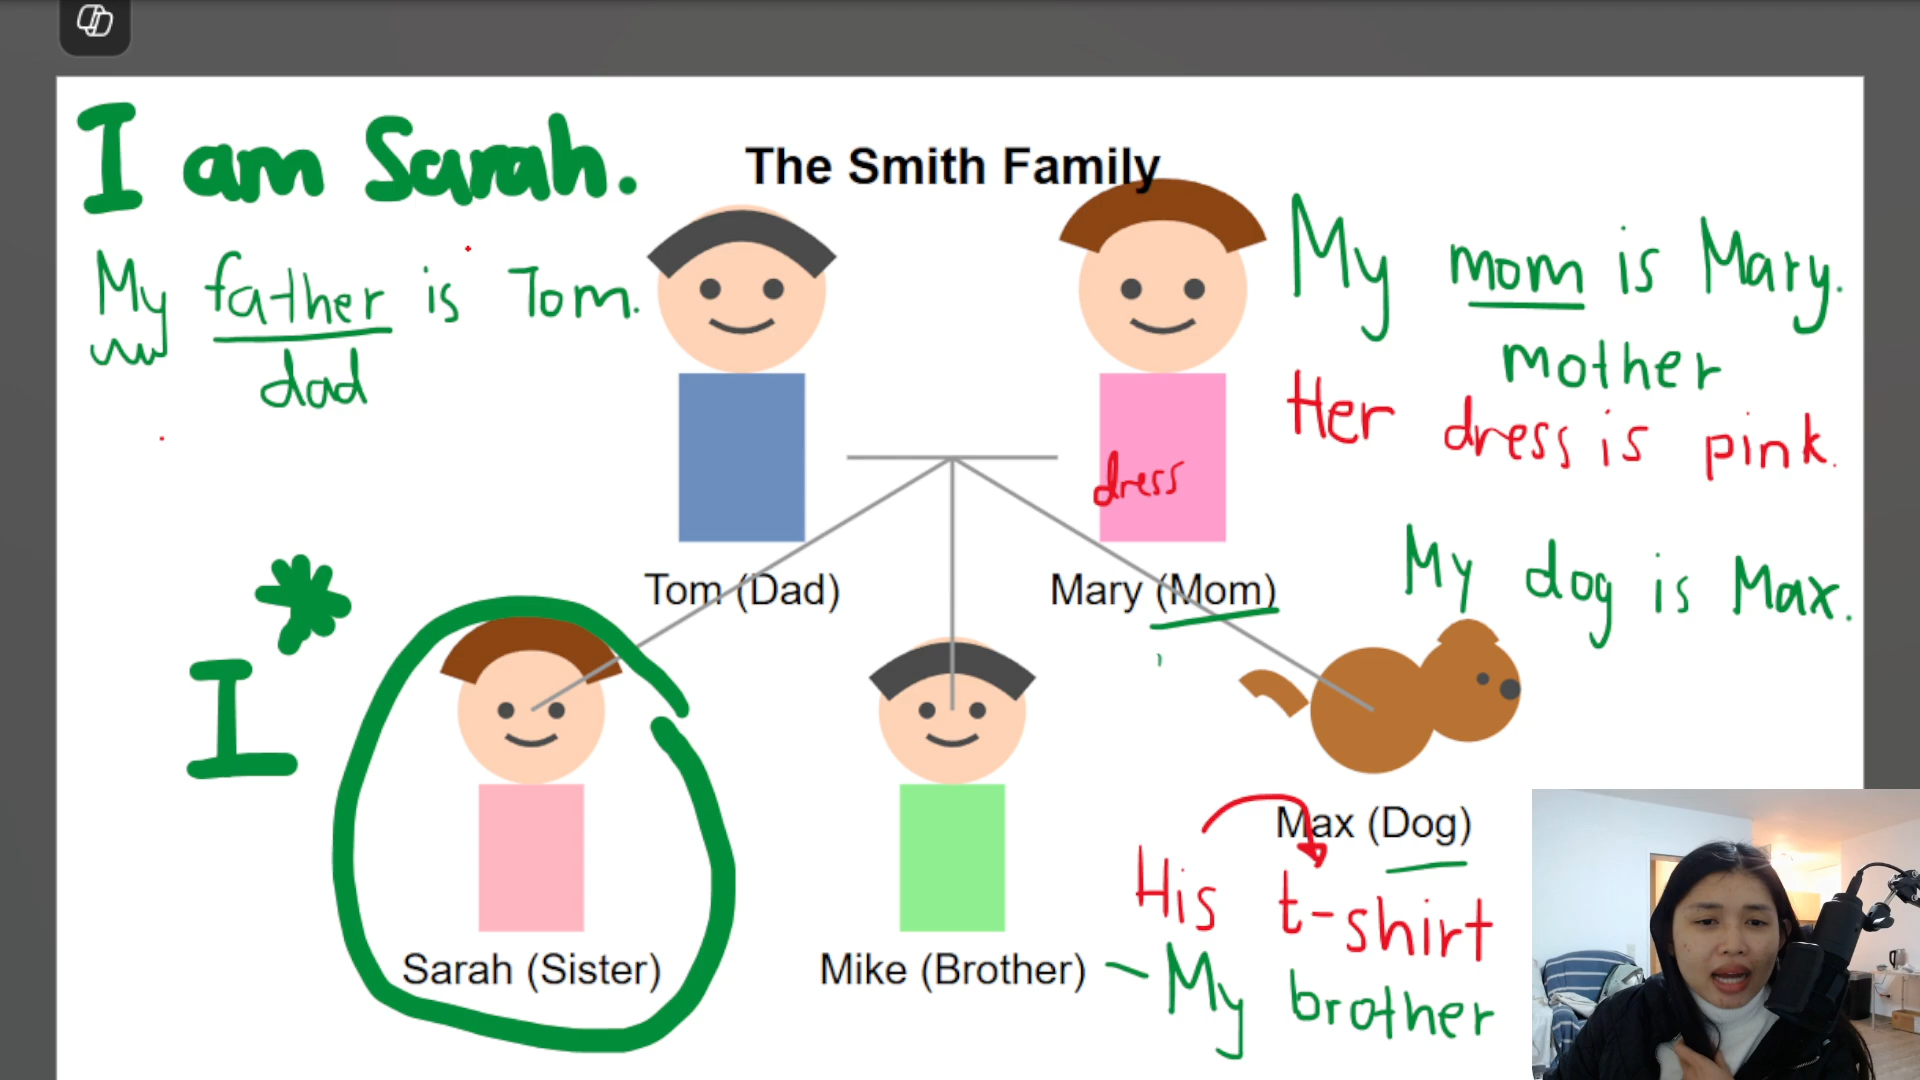 I am Sarah.
The Smith Family
My father is Tom.
dad
My mom is Mary.
mother
Her dress is pink.
dress
My dog is Max.
Tom (Dad)
Mary (Mom)
I
Max (Dog)
His t-shirt
Sarah (Sister)
Mike (Brother)
- My brother